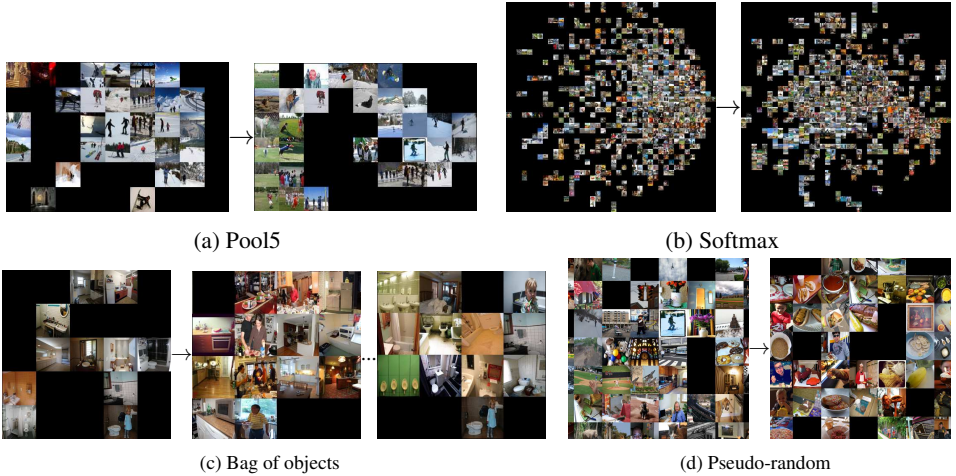 (a) Pool5
(b) Softmax
...
(c) Bag of objects
(d) Pseudo-random